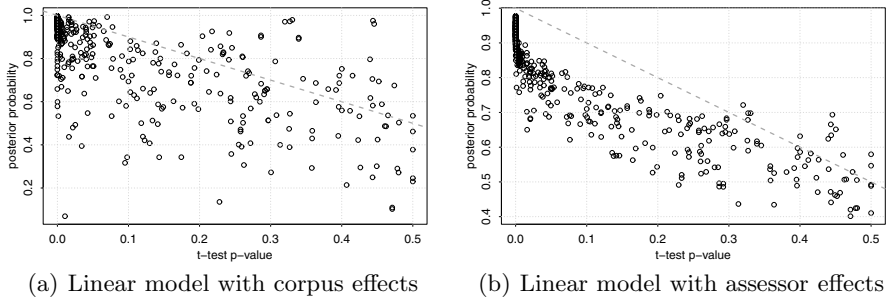 posterior probability
1.0
0.8
0.6
0.4
0.2
0.0 0.1 0.2 0.3 0.4 0.5
t−test p−value
(a) Linear model with corpus effects
posterior probability
1.0
0.9
0.8
0.7
0.6
0.5
0.4
0.0 0.1 0.2 0.3 0.4 0.5
t−test p−value
(b) Linear model with assessor effects